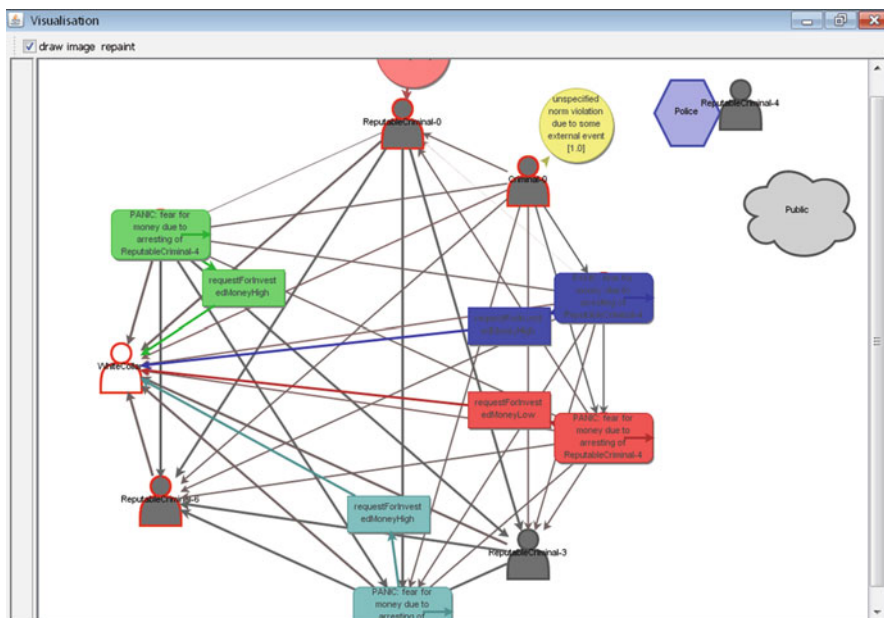 Visualisation
draw image repaint
ReputableCriminal-0
unspecified
norm violation
due to some
external event
[1.0]
Police
ReputableCriminal-4
Criminal-0
Public
PANIC: fear for
money due to
arresting of
ReputableCriminal-4
requestForInvest
edMoneyHigh
WhiteCollar
requestForInvest
edMoneyLow
PANIC: fear for
money due to
arresting of
ReputableCriminal-4
ReputableCriminal-6
requestForInvest
edMoneyHigh
ReputableCriminal-3
PANIC: fear for
money due to
arresting of